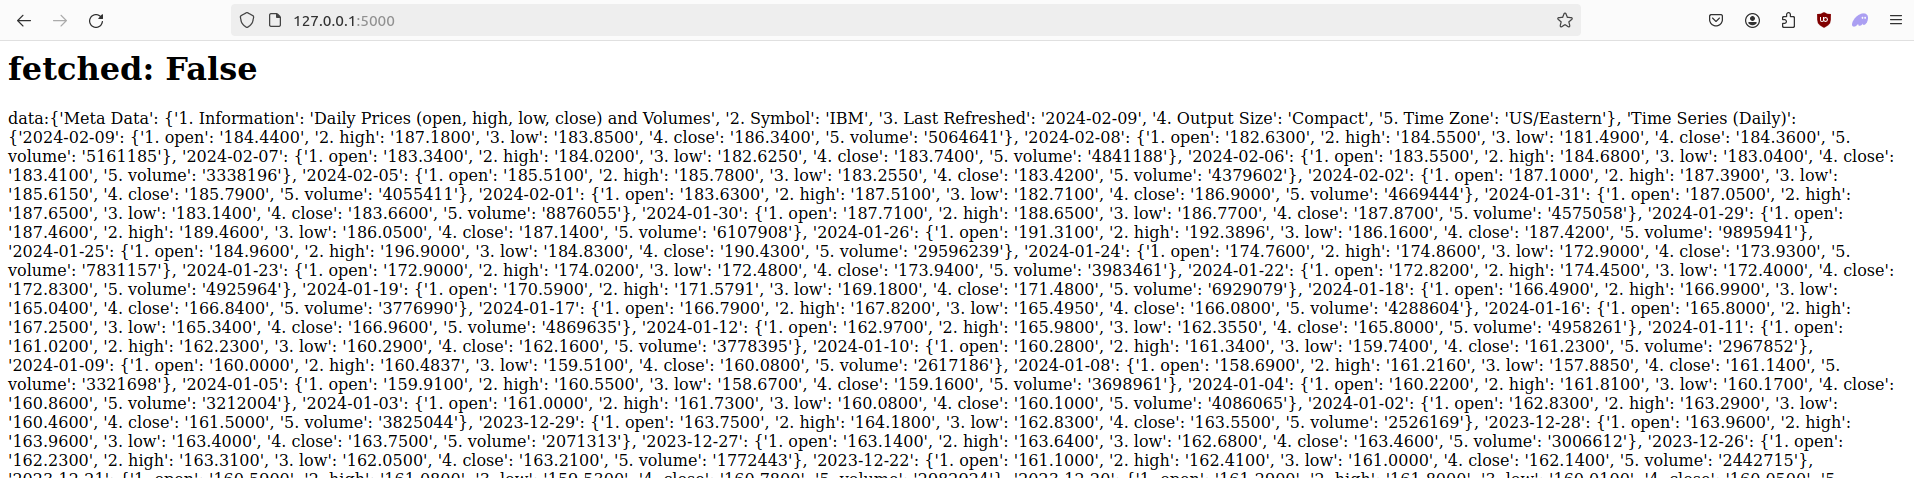 127.0.0.1:5000
fetched: False
data:{'Meta Data': {'1. Information': 'Daily Prices (open, high, low, close) and Volumes', '2. Symbol': 'IBM', '3. Last Refreshed': '2024-02-09', '4. Output Size': 'Compact', '5. Time Zone': 'US/Eastern'}, 'Time Series (Daily)':
{'2024-02-09': {'1. open': '184.4400', '2. high': '187.1800', '3. low': '183.8500', '4. close': '186.3400', '5. volume': '5064641'}, '2024-02-08': {'1. open': '182.6300', '2. high': '184.5500', '3. low': '181.4900', '4. close': '184.3600', '5.
volume': '5161185'}, '2024-02-07': {'1. open': '183.3400', '2. high': '184.0200', '3. low': '182.6250', '4. close': '183.7400', '5. volume': '4841188'}, '2024-02-06': {'1. open': '183.5500', '2. high': '184.6800', '3. low': '183.0400', '4. close':
'183.4100', '5. volume': '3338196'}, '2024-02-05': {'1. open': '185.5100', '2. high': '185.7800', '3. low': '183.2550', '4. close': '183.4200', '5. volume': '4379602'}, '2024-02-02': {'1. open': '187.1000', '2. high': '187.3900', '3. low':
'185.6150', '4. close': '185.7900', '5. volume': '4055411'}, '2024-02-01': {'1. open': '183.6300', '2. high': '187.5100', '3. low': '182.7100', '4. close': '186.9000', '5. volume': '4669444'}, '2024-01-31': {'1. open': '187.0500', '2. high':
'187.6500', '3. low': '183.1400', '4. close': '183.6600', '5. volume': '8876055'}, '2024-01-30': {'1. open': '187.7100', '2. high': '188.6500', '3. low': '186.7700', '4. close': '187.8700', '5. volume': '4575058'}, '2024-01-29': {'1. open':
'187.4600', '2. high': '189.4600', '3. low': '186.0500', '4. close': '187.1400', '5. volume': '6107908'}, '2024-01-26': {'1. open': '191.3100', '2. high': '192.3896', '3. low': '186.1600', '4. close': '187.4200', '5. volume': '9895941'},
'2024-01-25': {'1. open': '184.9600', '2. high': '196.9000', '3. low': '184.8300', '4. close': '190.4300', '5. volume': '29596239'}, '2024-01-24': {'1. open': '174.7600', '2. high': '174.8600', '3. low': '172.9000', '4. close': '173.9300', '5.
volume': '7831157'}, '2024-01-23': {'1. open': '172.9000', '2. high': '174.0200', '3. low': '172.4800', '4. close': '173.9400', '5. volume': '3983461'}, '2024-01-22': {'1. open': '172.8200', '2. high': '174.4500', '3. low': '172.4000', '4. close':
'172.8300', '5. volume': '4925964'}, '2024-01-19': {'1. open': '170.5900', '2. high': '171.5791', '3. low': '169.1800', '4. close': '171.4800', '5. volume': '6929079'}, '2024-01-18': {'1. open': '166.4900', '2. high': '166.9900', '3. low':
'165.0400', '4. close': '166.8400', '5. volume': '3776990'}, '2024-01-17': {'1. open': '166.7900', '2. high': '167.8200', '3. low': '165.4950', '4. close': '166.0800', '5. volume': '4288604'}, '2024-01-16': {'1. open': '165.8000', '2. high':
'167.2500', '3. low': '165.3400', '4. close': '166.9600', '5. volume': '4869635'}, '2024-01-12': {'1. open': '162.9700', '2. high': '165.9800', '3. low': '162.3550', '4. close': '165.8000', '5. volume': '4958261'}, '2024-01-11': {'1. open':
'161.0200', '2. high': '162.2300', '3. low': '160.2900', '4. close': '162.1600', '5. volume': '3778395'}, '2024-01-10': {'1. open': '160.2800', '2. high': '161.3400', '3. low': '159.7400', '4. close': '161.2300', '5. volume': '2967852'},
'2024-01-09': {'1. open': '160.0000', '2. high': '160.4837', '3. low': '159.5100', '4. close': '160.0800', '5. volume': '2617186'}, '2024-01-08': {'1. open': '158.6900', '2. high': '161.2160', '3. low': '157.8850', '4. close': '161.1400', '5.
volume': '3321698'}, '2024-01-05': {'1. open': '159.9100', '2. high': '160.5500', '3. low': '158.6700', '4. close': '159.1600', '5. volume': '3698961'}, '2024-01-04': {'1. open': '160.2200', '2. high': '161.8100', '3. low': '160.1700', '4. close':
'160.8600', '5. volume': '3212004'}, '2024-01-03': {'1. open': '161.0000', '2. high': '161.7300', '3. low': '160.0800', '4. close': '160.1000', '5. volume': '4086065'}, '2024-01-02': {'1. open': '162.8300', '2. high': '163.2900', '3. low':
'160.4600', '4. close': '161.5000', '5. volume': '3825044'}, '2023-12-29': {'1. open': '163.7500', '2. high': '164.1800', '3. low': '162.8300', '4. close': '163.5500', '5. volume': '2526169'}, '2023-12-28': {'1. open': '163.9600', '2. high':
'163.9600', '3. low': '163.4000', '4. close': '163.7500', '5. volume': '2071313'}, '2023-12-27': {'1. open': '163.1400', '2. high': '163.6400', '3. low': '162.6800', '4. close': '163.4600', '5. volume': '3006612'}, '2023-12-26': {'1. open':
'162.2300', '2. high': '163.3100', '3. low': '162.0500', '4. close': '163.2100', '5. volume': '1772443'}, '2023-12-22': {'1. open': '161.1000', '2. high': '162.4100', '3. low': '161.0000', '4. close': '162.1400', '5. volume': '2442715'},